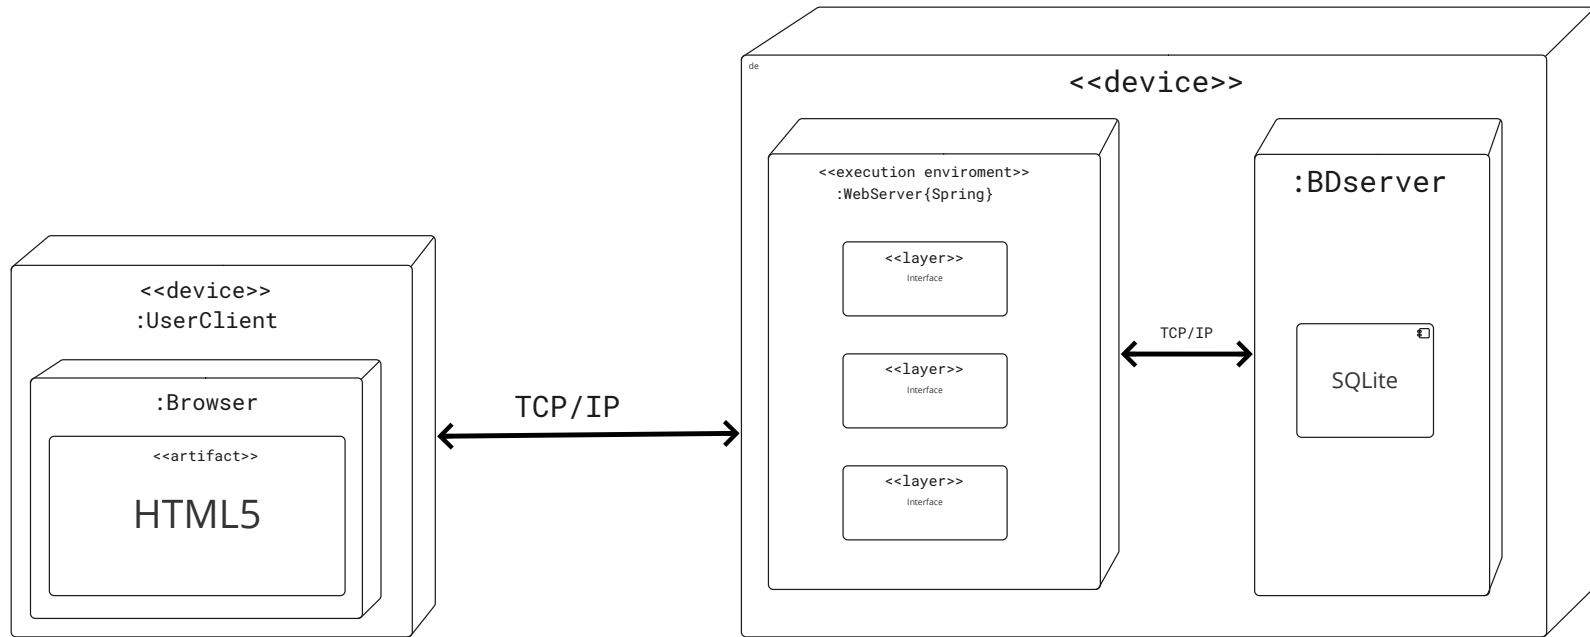 de
<<device>>
<<execution enviroment>>
:WebServer{Spring}
<<layer>>
Interface
<<layer>>
Interface
<<layer>>
Interface
TCP/IP
:BDserver
SQLite
<<device>>
:UserClient
:Browser
<<artifact>>
HTML5
TCP/IP